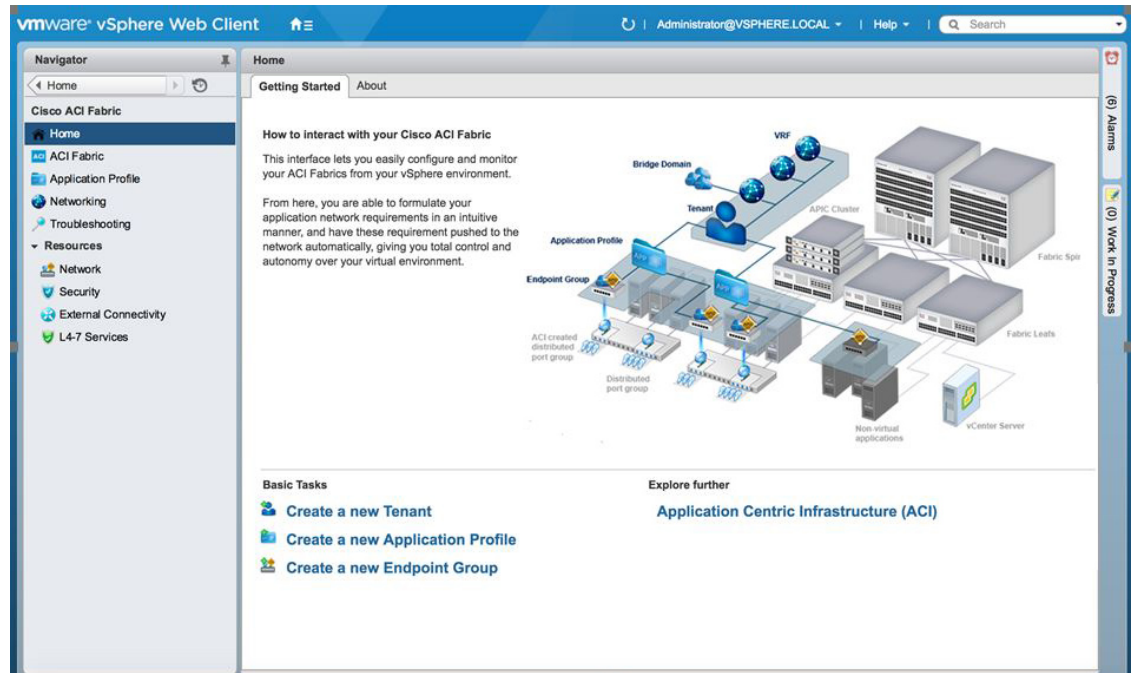 vmware® vSphere Web Client
Administrator@VSPHERE.LOCAL
Help
Search
Navigator
Home
Cisco ACI Fabric
Home
ACI ACI Fabric
Application Profile
Networking
Troubleshooting
Resources
Network
Security
External Connectivity
L4-7 Services
Home
Getting Started
About
How to interact with your Cisco ACI Fabric
This interface lets you easily configure and monitor
your ACI Fabrics from your vSphere environment.
From here, you are able to formulate your
application network requirements in an intuitive
manner, and have these requirement pushed to the
network automatically, giving you total control and
autonomy over your virtual environment.
VRF
Bridge Domain
Tenant
APIC Cluster
Application Profile
APP
Fabric Spi
Endpoint Group
APP
Fabric Leafs
ACI created
distributed
port group
Distributed
port group
Non-virtual
applications
vCenter Server
Basic Tasks
Create a new Tenant
Create a new Application Profile
Create a new Endpoint Group
Explore further
Application Centric Infrastructure (ACI)
(6) Alarms
(0) Work In Progress